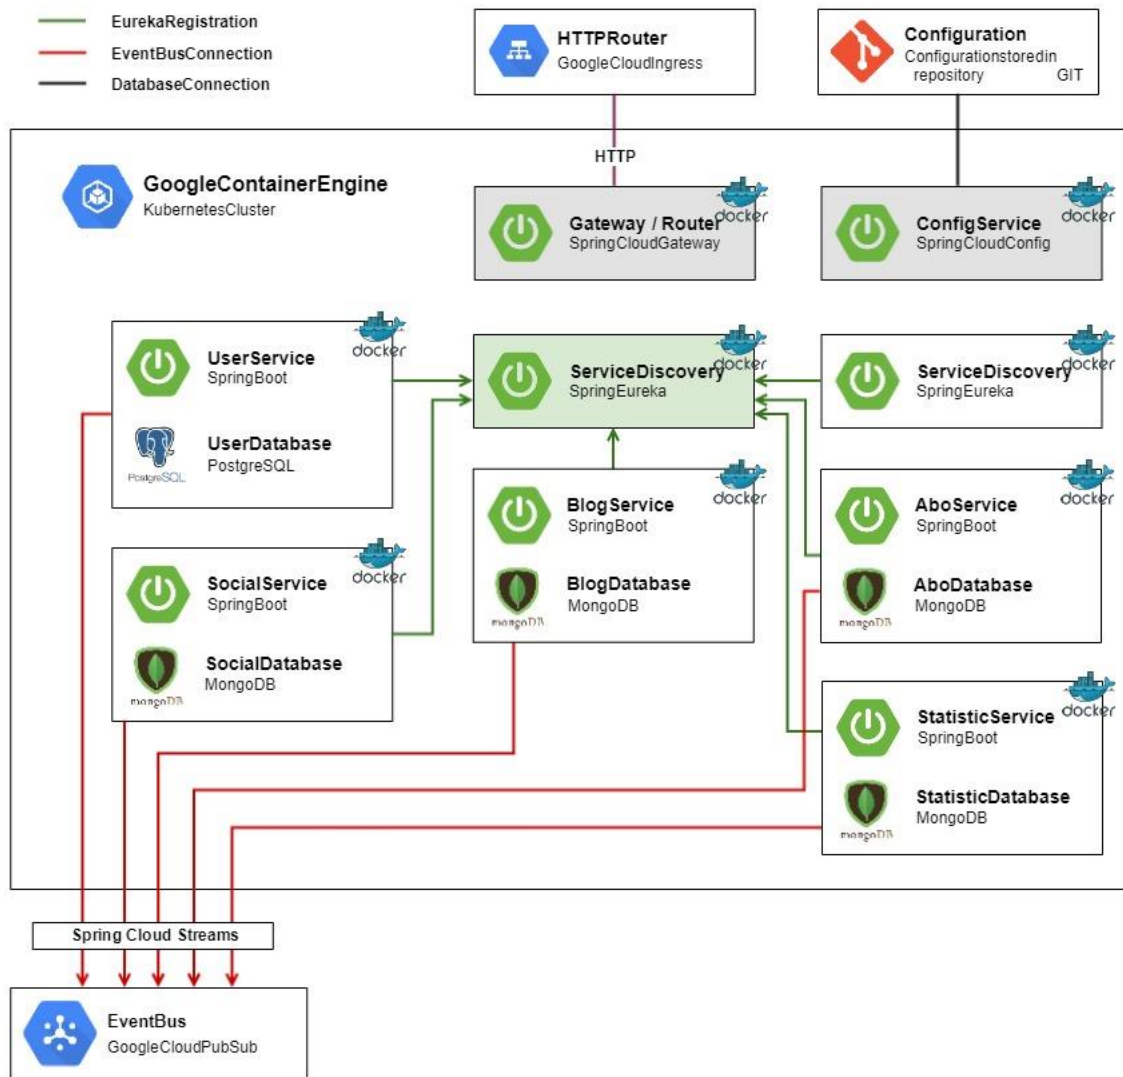 EurekaRegistration
EventBusConnection
DatabaseConnection
HTTPRouter
GoogleCloudIngress
Configuration
Configurationstoredin
repository GIT
HTTP
GoogleContainerEngine
KubernetesCluster
docker
Gateway / Router
SpringCloudGateway
docker
ConfigService
SpringCloudConfig
docker
UserService
SpringBoot
UserDatabase
PostgreSQL
PostgreSQL
docker
ServiceDiscovery
SpringEureka
docker
ServiceDiscovery
SpringEureka
docker
BlogService
SpringBoot
BlogDatabase
MongoDB
mongoDB
docker
AboService
SpringBoot
AboDatabase
MongoDB
mongoDB
docker
SocialService
SpringBoot
SocialDatabase
MongoDB
mongoDB
docker
StatisticService
SpringBoot
StatisticDatabase
MongoDB
mongoDB
Spring Cloud Streams
EventBus
GoogleCloudPubSub